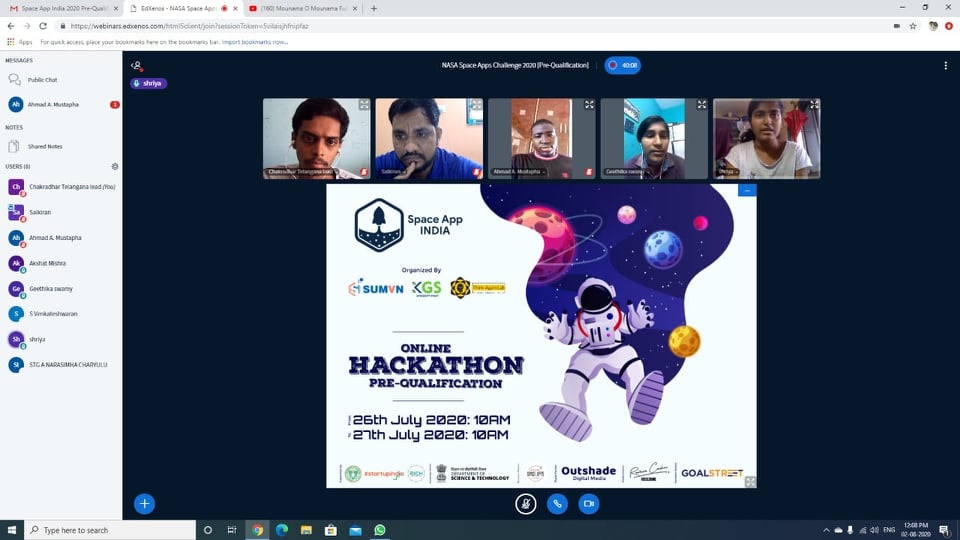 Space App India 2020 Pre-Qualif
EdXenos - NASA Space Apps
(160) Mounama O Mounama Ful
https://webinars.edxenos.com/html5client/join?sessionToken=5vilaisjhfnipfaz
Apps
For quick access, place your bookmarks here on the bookmarks bar. Import bookmarks now...
MESSAGES
Public Chat
Ah
Ahmad A. Mustapha
1
NOTES
Shared Notes
USERS (8)
Ch
Chakradhar Telangana lead (You)
Sa
Saikiran
Ah
Ahmad A. Mustapha
Ak
Akshat Mishra
Ge
Geethika swamy
S
S Venkateshwaran
Sh
shriya
St
STG A NARASIMHA CHARYULU
NASA Space Apps Challenge 2020 [Pre-Qualification]
40:08
shriya
Chakradhar Telangana lead
Saikiran
Ahmad A. Mustapha
Geethika swamy
Shriya
Space App
INDIA
Organized By
SUMVN
KGS
Think Again Lab
ONLINE
HACKATHON
PRE-QUALIFICATION
26th July 2020: 10AM
27th July 2020: 10AM
#startupindia
RICH
DEPARTMENT OF
SCIENCE & TECHNOLOGY
SPACE APPS
Outshade
Digital Media
GOALSTREET
Type here to search
ENG
12:08 PM
02-08-2020